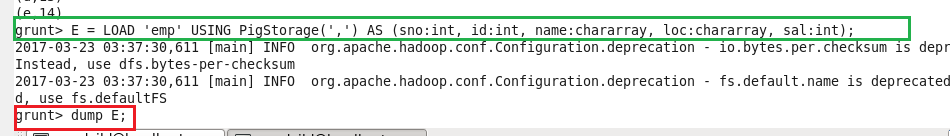 (e,14)
grunt> E = LOAD 'emp' USING PigStorage(',') AS (sno:int, id:int, name:chararray, loc:chararray, sal:int);
2017-03-23 03:37:30,611 [main] INFO  org.apache.hadoop.conf.Configuration.deprecation - io.bytes.per.checksum is depr
Instead, use dfs.bytes-per-checksum
2017-03-23 03:37:30,611 [main] INFO  org.apache.hadoop.conf.Configuration.deprecation - fs.default.name is deprecated
d, use fs.defaultFS
grunt> dump E;